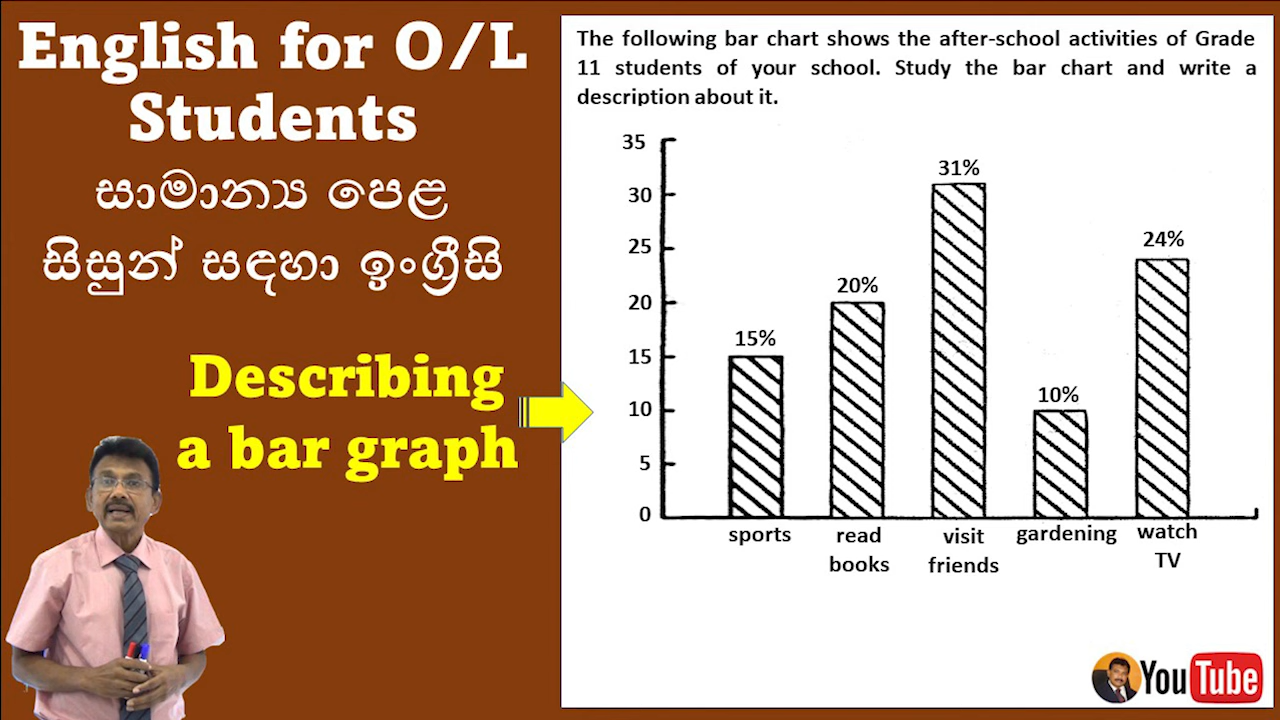 English for O/L
Students
සාමාන්‍ය පෙළ
සිසුන් සඳහා ඉංග්‍රීසි
Describing
a bar graph
The following bar chart shows the after-school activities of Grade
11 students of your school. Study the bar chart and write a
description about it.
35
30
25
20
15
10
5
0
15%
20%
31%
10%
24%
sports
read
books
visit
friends
gardening
watch
TV
YouTube